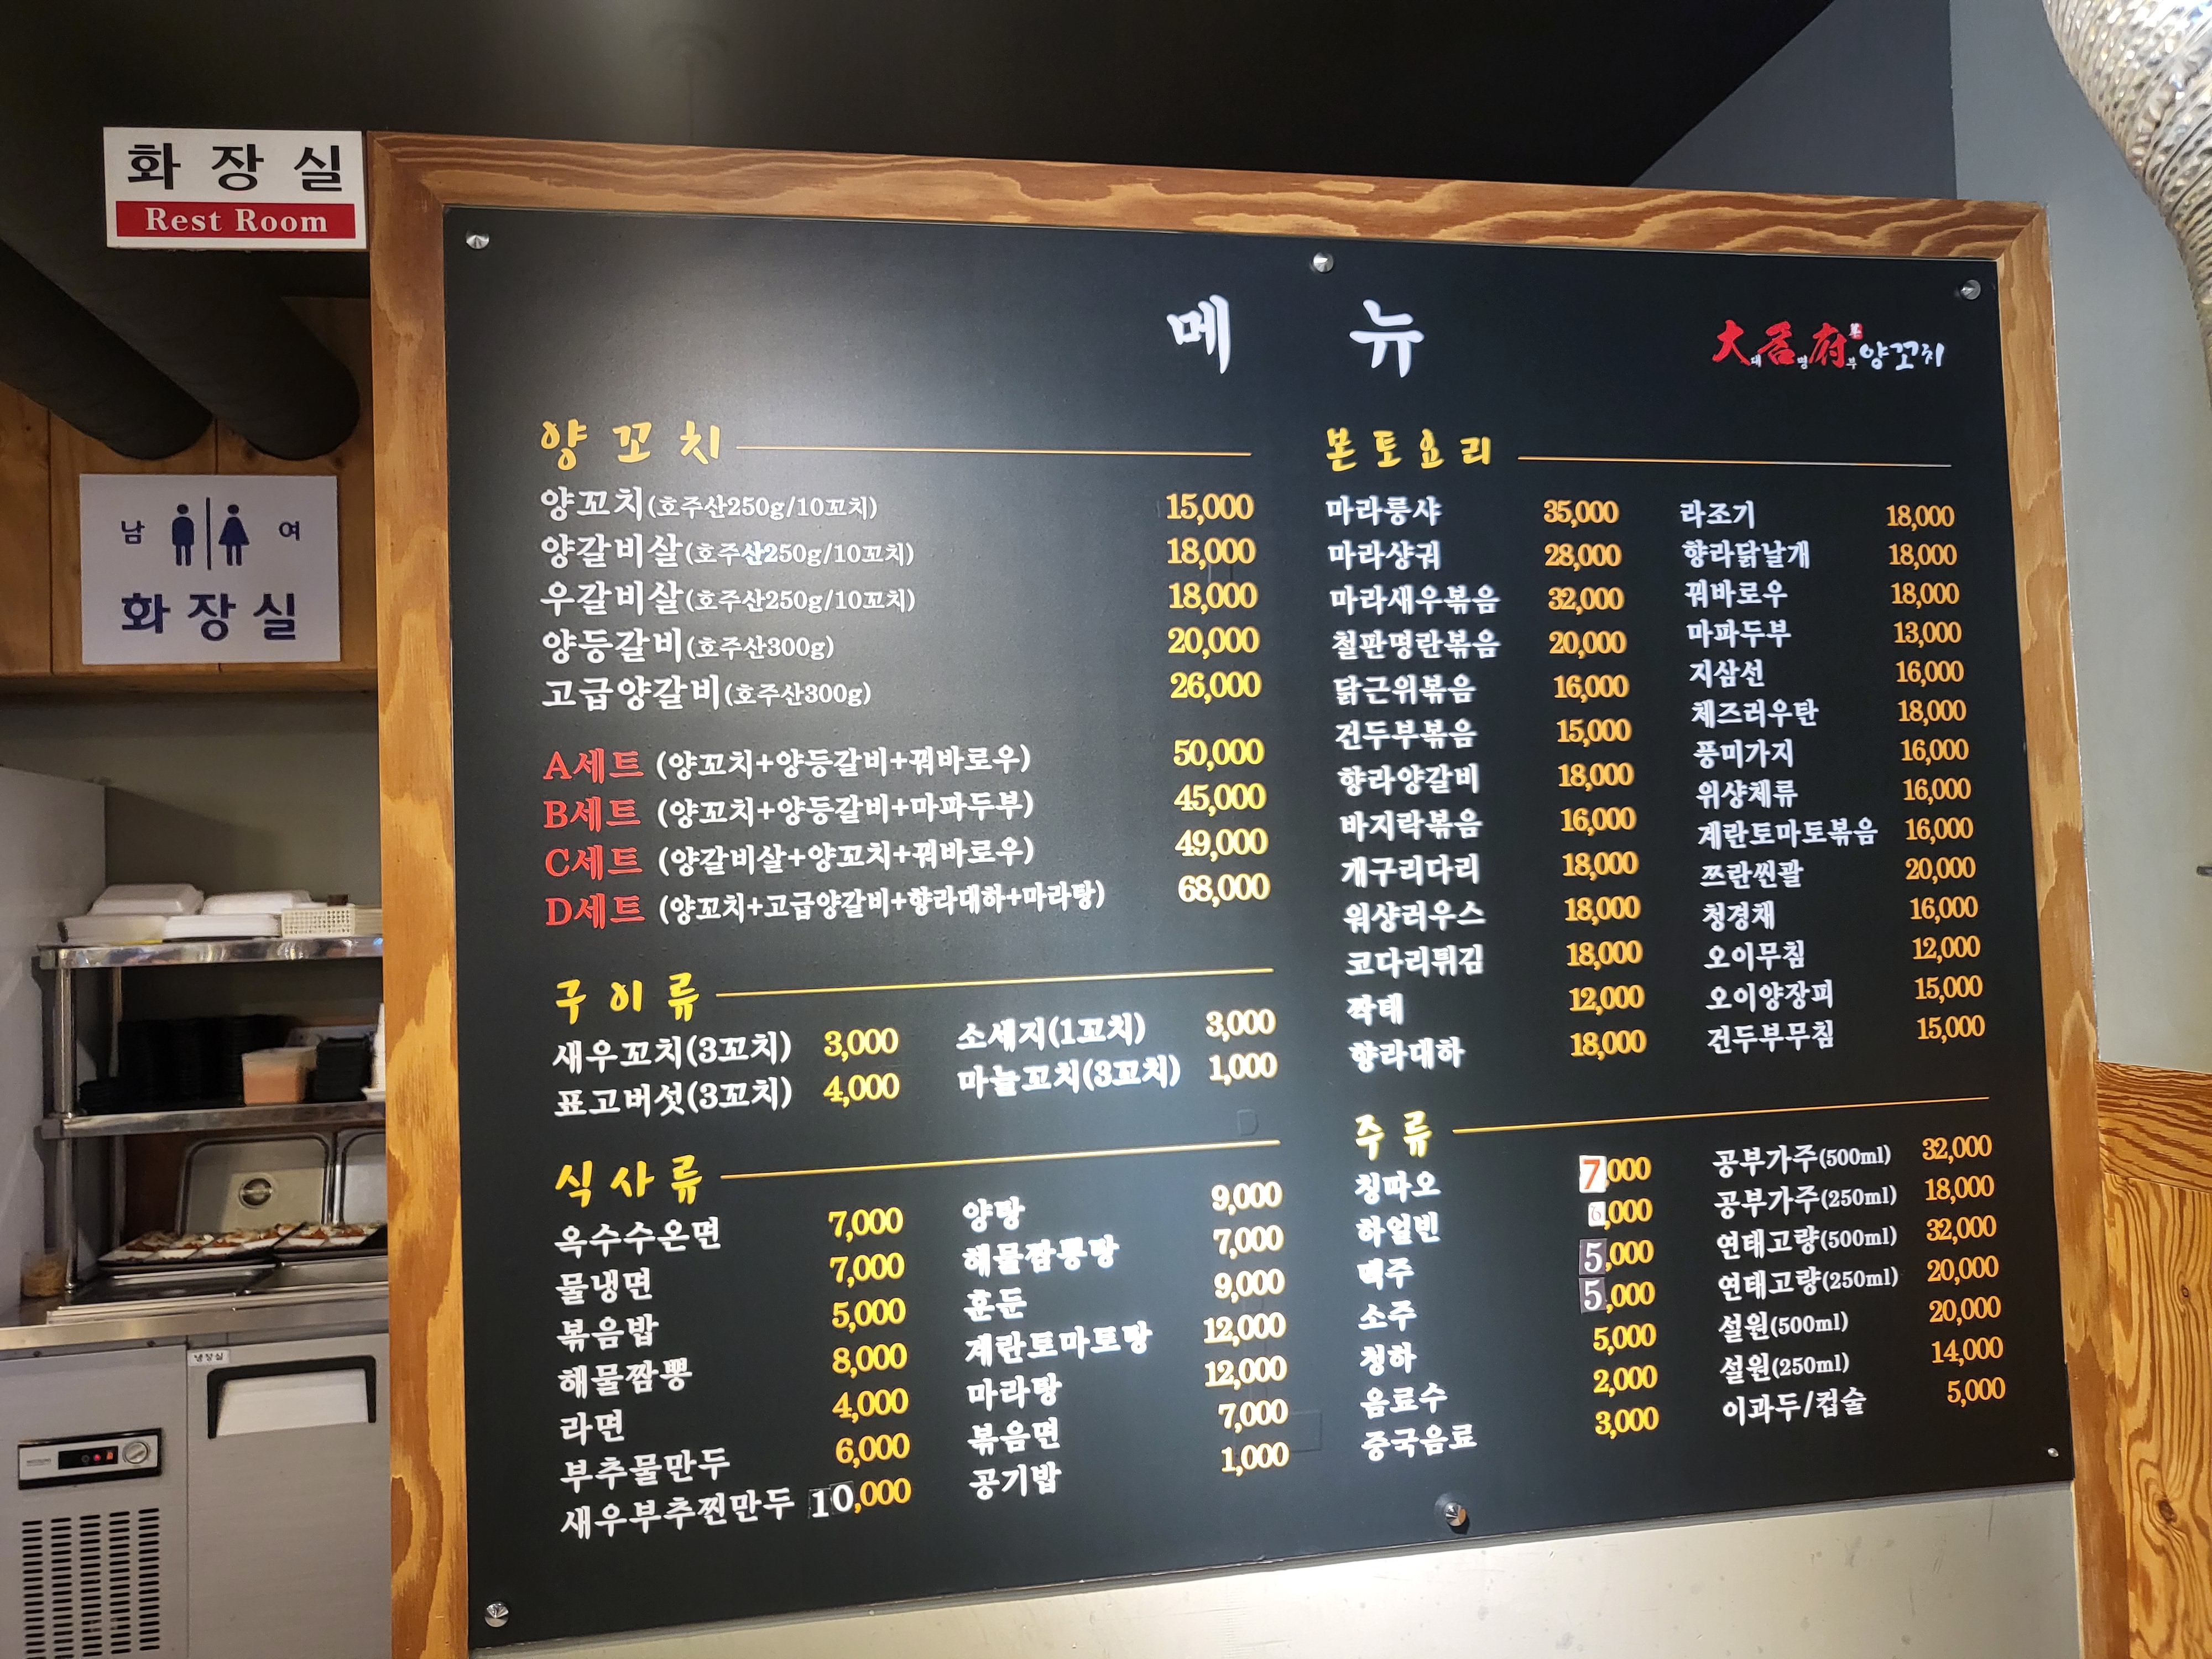 화장실
Rest Room
남 여
화장실
메 뉴
大名府 대명부 양꼬치
양꼬치
양꼬치(호주산250g/10꼬치) 15,000
양갈비살(호주산250g/10꼬치) 18,000
우갈비살(호주산250g/10꼬치) 18,000
양등갈비(호주산300g) 20,000
고급양갈비(호주산300g) 26,000
A세트 (양꼬치+양등갈비+꿔바로우) 50,000
B세트 (양꼬치+양등갈비+마파두부) 45,000
C세트 (양갈비살+양꼬치+꿔바로우) 49,000
D세트 (양꼬치+고급양갈비+향라대하+마라탕) 68,000
구이류
새우꼬치(3꼬치) 3,000 소세지(1꼬치) 3,000
표고버섯(3꼬치) 4,000 마늘꼬치(3꼬치) 1,000
식사류
옥수수온면 7,000 양탕 9,000
물냉면 7,000 해물짬뽕탕 7,000
볶음밥 5,000 훈둔 9,000
해물짬뽕 8,000 계란토마토탕 12,000
라면 4,000 마라탕 12,000
부추물만두 6,000 볶음면 7,000
새우부추찐만두 10,000 공기밥 1,000
본토요리
마라룽샤 35,000 라조기 18,000
마라샹궈 28,000 향라닭날개 18,000
마라새우볶음 32,000 꿔바로우 18,000
철판명란볶음 20,000 마파두부 13,000
닭근위볶음 16,000 지삼선 16,000
건두부볶음 15,000 체즈러우탄 18,000
향라양갈비 18,000 풍미가지 16,000
바지락볶음 16,000 위샹채류 16,000
개구리다리 18,000 계란토마토볶음 16,000
워샹러우스 18,000 쯔란씬팔 20,000
코다리튀김 18,000 청경채 16,000
짝태 12,000 오이무침 12,000
향라대하 18,000 오이양장피 15,000
건두부무침 15,000
주류
칭따오 7,000 공부가주(500ml) 32,000
하얼빈 6,000 공부가주(250ml) 18,000
맥주 5,000 연태고량(500ml) 32,000
소주 5,000 연태고량(250ml) 20,000
청하 5,000 설원(500ml) 20,000
음료수 2,000 설원(250ml) 14,000
중국음료 3,000 이과두/컵술 5,000
냉장실